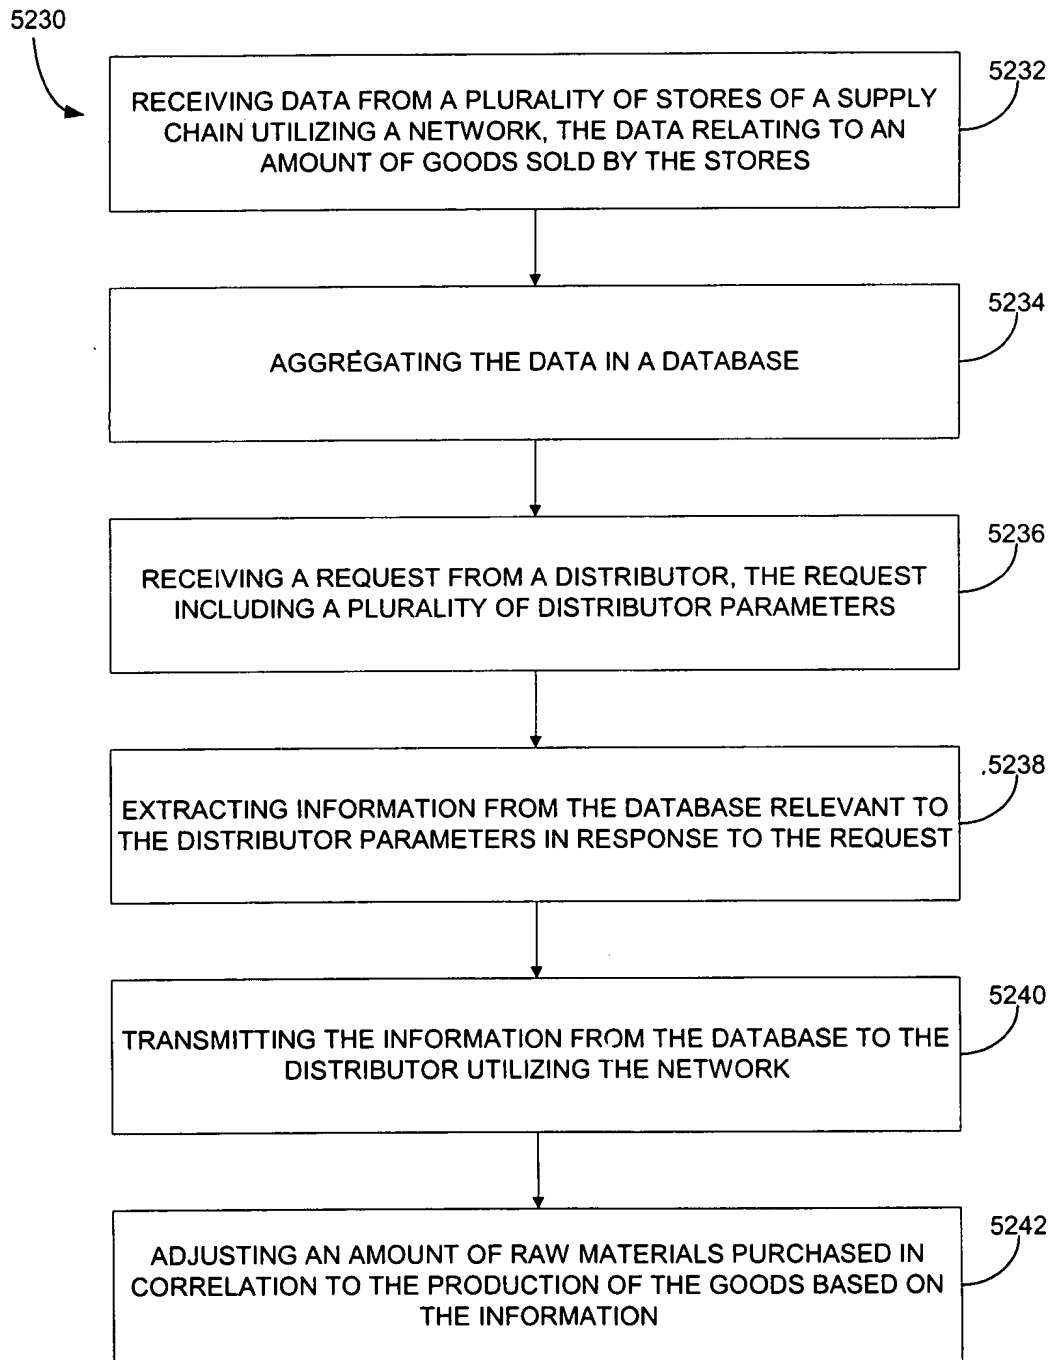 5230
5232
RECEIVING DATA FROM A PLURALITY OF STORES OF A SUPPLY
CHAIN UTILIZING A NETWORK, THE DATA RELATING TO AN
AMOUNT OF GOODS SOLD BY THE STORES
5234
AGGREGATING THE DATA IN A DATABASE
5236
RECEIVING A REQUEST FROM A DISTRIBUTOR, THE REQUEST
INCLUDING A PLURALITY OF DISTRIBUTOR PARAMETERS
5238
EXTRACTING INFORMATION FROM THE DATABASE RELEVANT TO
THE DISTRIBUTOR PARAMETERS IN RESPONSE TO THE REQUEST
5240
TRANSMITTING THE INFORMATION FROM THE DATABASE TO THE
DISTRIBUTOR UTILIZING THE NETWORK
5242
ADJUSTING AN AMOUNT OF RAW MATERIALS PURCHASED IN
CORRELATION TO THE PRODUCTION OF THE GOODS BASED ON
THE INFORMATION